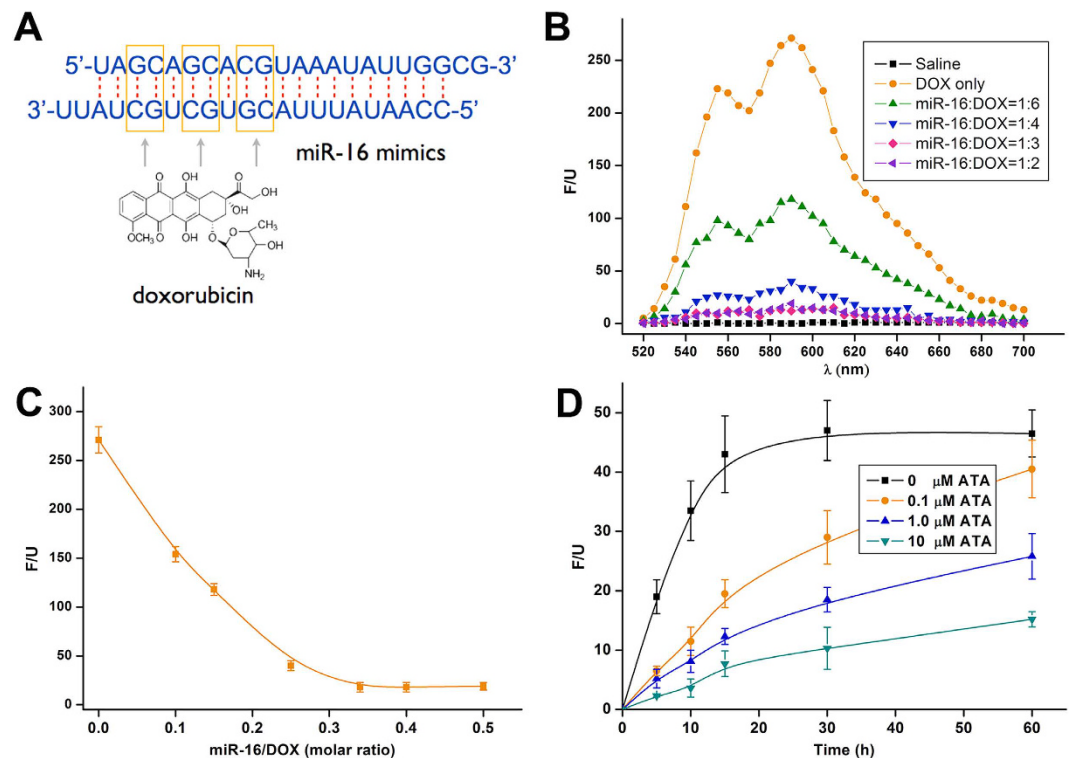 A
5’-UAGCAGCACGUAAAUAUUGGCG-3’
3’-UUAUCGUCGUGCAUUUAUAACC-5’
miR-16 mimics
O
OH
O
OH
OH
OCH₃
O
OH
O
O
CH₃
OH
NH₂
doxorubicin
B
F/U
250
200
150
100
50
0
520
540
560
580
600
620
640
660
680
700
λ (nm)
Saline
DOX only
miR-16:DOX=1:6
miR-16:DOX=1:4
miR-16:DOX=1:3
miR-16:DOX=1:2
C
F/U
300
250
200
150
100
50
0
0.0
0.1
0.2
0.3
0.4
0.5
miR-16/DOX (molar ratio)
D
F/U
50
40
30
20
10
0
0
10
20
30
40
50
60
Time (h)
0 μM ATA
0.1 μM ATA
1.0 μM ATA
10 μM ATA